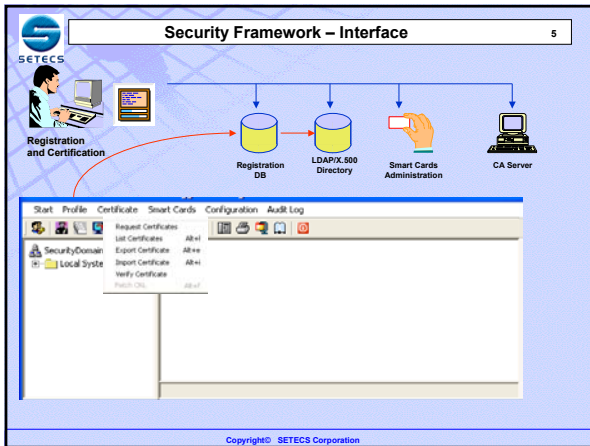 Security Framework – Interface
5
SETECS
Registration
and Certification
Registration
DB
LDAP/X.500
Directory
Smart Cards
Administration
CA Server
Start Profile Certificate Smart Cards Configuration Audit Log
Request Certificates
List Certificates Alt+l
Export Certificate Alt+e
Import Certificate Alt+i
Verify Certificate
Fetch CRL Alt+f
SecurityDomain
Local Syste
Copyright© SETECS Corporation